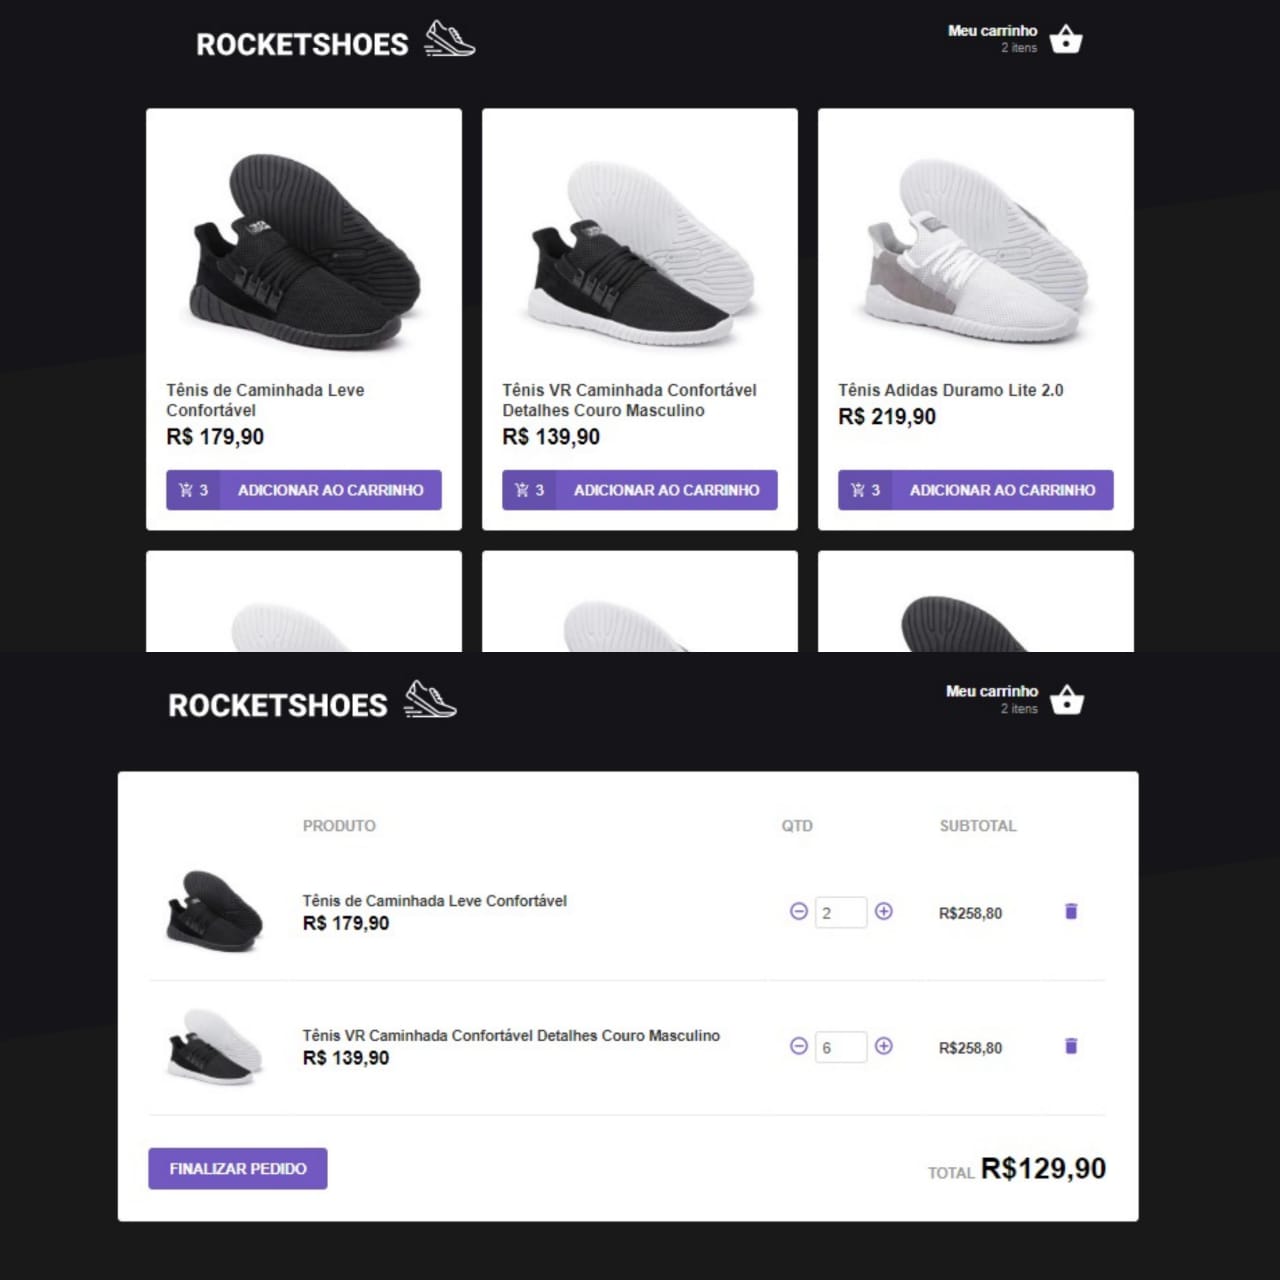 ROCKETSHOES
Meu carrinho
2 itens
Tênis de Caminhada Leve
Confortável
R$ 179,90
3 ADICIONAR AO CARRINHO
Tênis VR Caminhada Confortável
Detalhes Couro Masculino
R$ 139,90
3 ADICIONAR AO CARRINHO
Tênis Adidas Duramo Lite 2.0
R$ 219,90
3 ADICIONAR AO CARRINHO
ROCKETSHOES
Meu carrinho
2 itens
PRODUTO QTD SUBTOTAL
Tênis de Caminhada Leve Confortável
R$ 179,90
2 R$258,80
Tênis VR Caminhada Confortável Detalhes Couro Masculino
R$ 139,90
6 R$258,80
FINALIZAR PEDIDO
TOTAL R$129,90